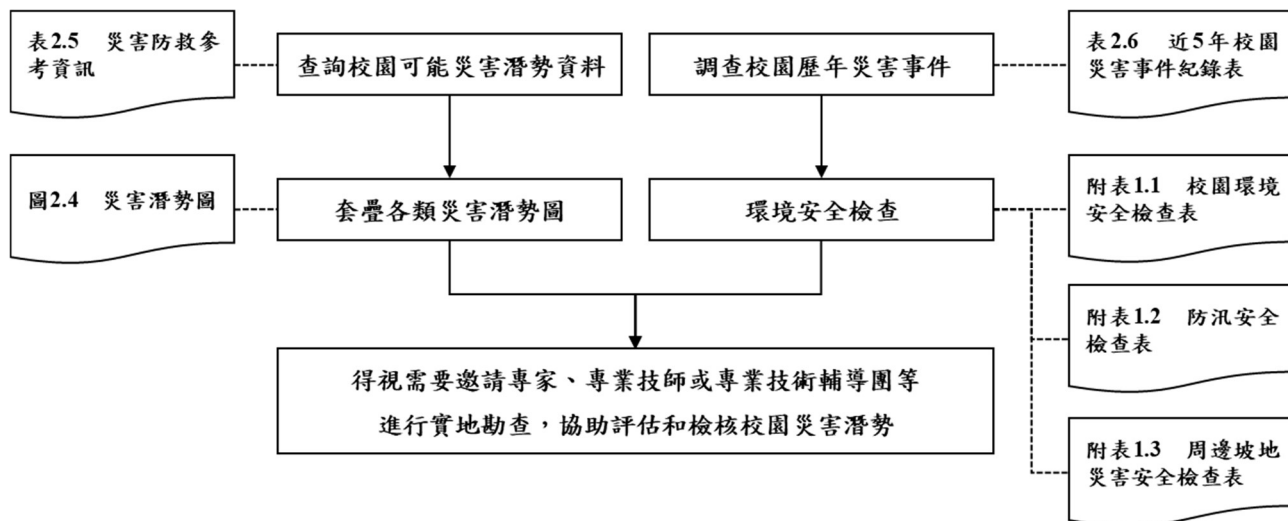 表2.5　災害防救參
考資訊
查詢校園可能災害潛勢資料
調查校園歷年災害事件
表2.6　近5年校園
災害事件紀錄表
圖2.4　災害潛勢圖
套疊各類災害潛勢圖
環境安全檢查
附表1.1　校園環境
安全檢查表
附表1.2　防汛安全
檢查表
得視需要邀請專家、專業技師或專業技術輔導團等
進行實地勘查，協助評估和檢核校園災害潛勢
附表1.3　周邊坡地
災害安全檢查表